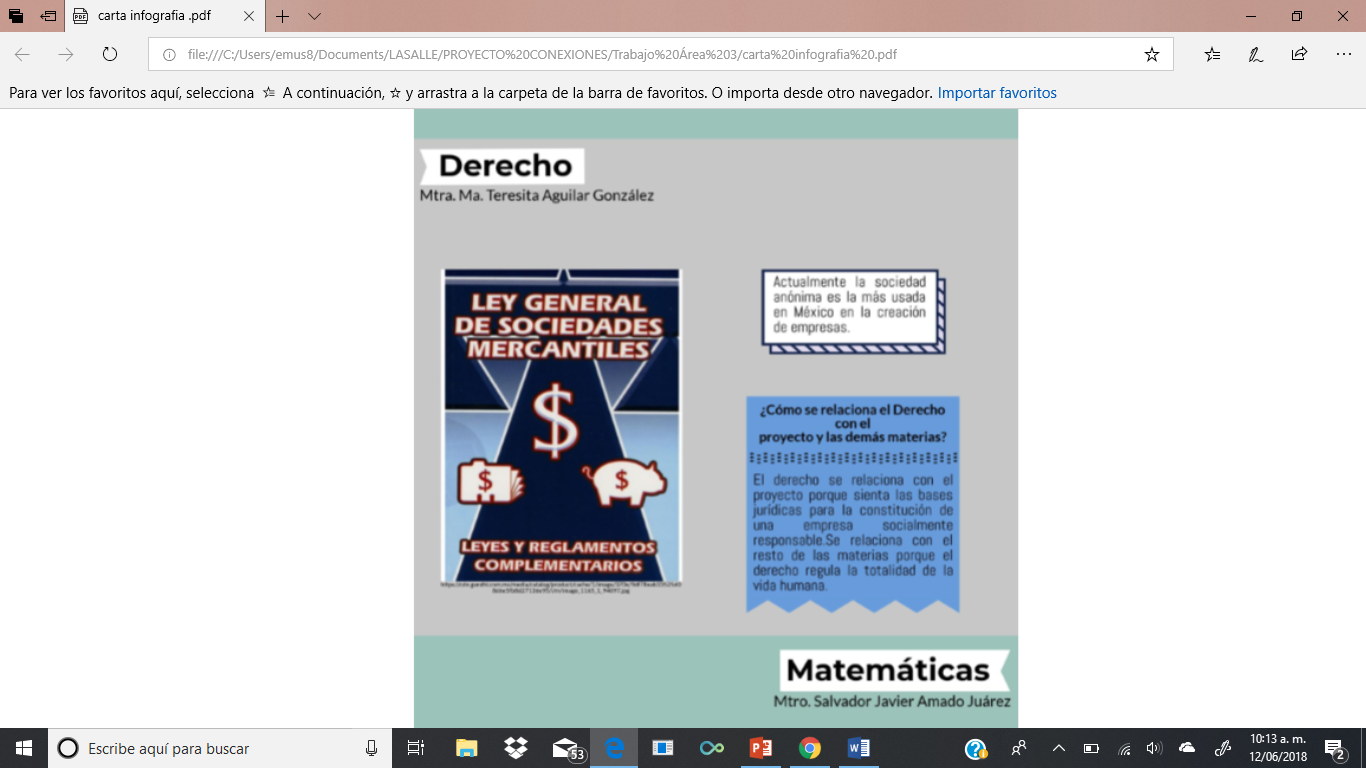 carta infografia .pdf
file:///C:/Users/emus8/Documents/LASALLE/PROYECTO%20CONEXIONES/Trabajo%20Área%203/carta%20infografia%20.pdf
Para ver los favoritos aquí, selecciona A continuación, y arrastra a la carpeta de la barra de favoritos. O importa desde otro navegador. Importar favoritos
Derecho
Mtra. Ma. Teresita Aguilar González
LEY GENERAL
DE SOCIEDADES
MERCANTILES
$
$
$
LEYES Y REGLAMENTOS
COMPLEMENTARIOS
Actualmente la sociedad
anónima es la más usada
en México en la creación
de empresas.
¿Cómo se relaciona el Derecho
con el
proyecto y las demás materias?
El derecho se relaciona con el
proyecto porque sienta las bases
jurídicas para la constitución de
una empresa socialmente
responsable.Se relaciona con el
resto de las materias porque el
derecho regula la totalidad de la
vida humana.
Matemáticas
Mtro. Salvador Javier Amado Juárez
Escribe aquí para buscar
53
10:13 a. m.
12/06/2018
2